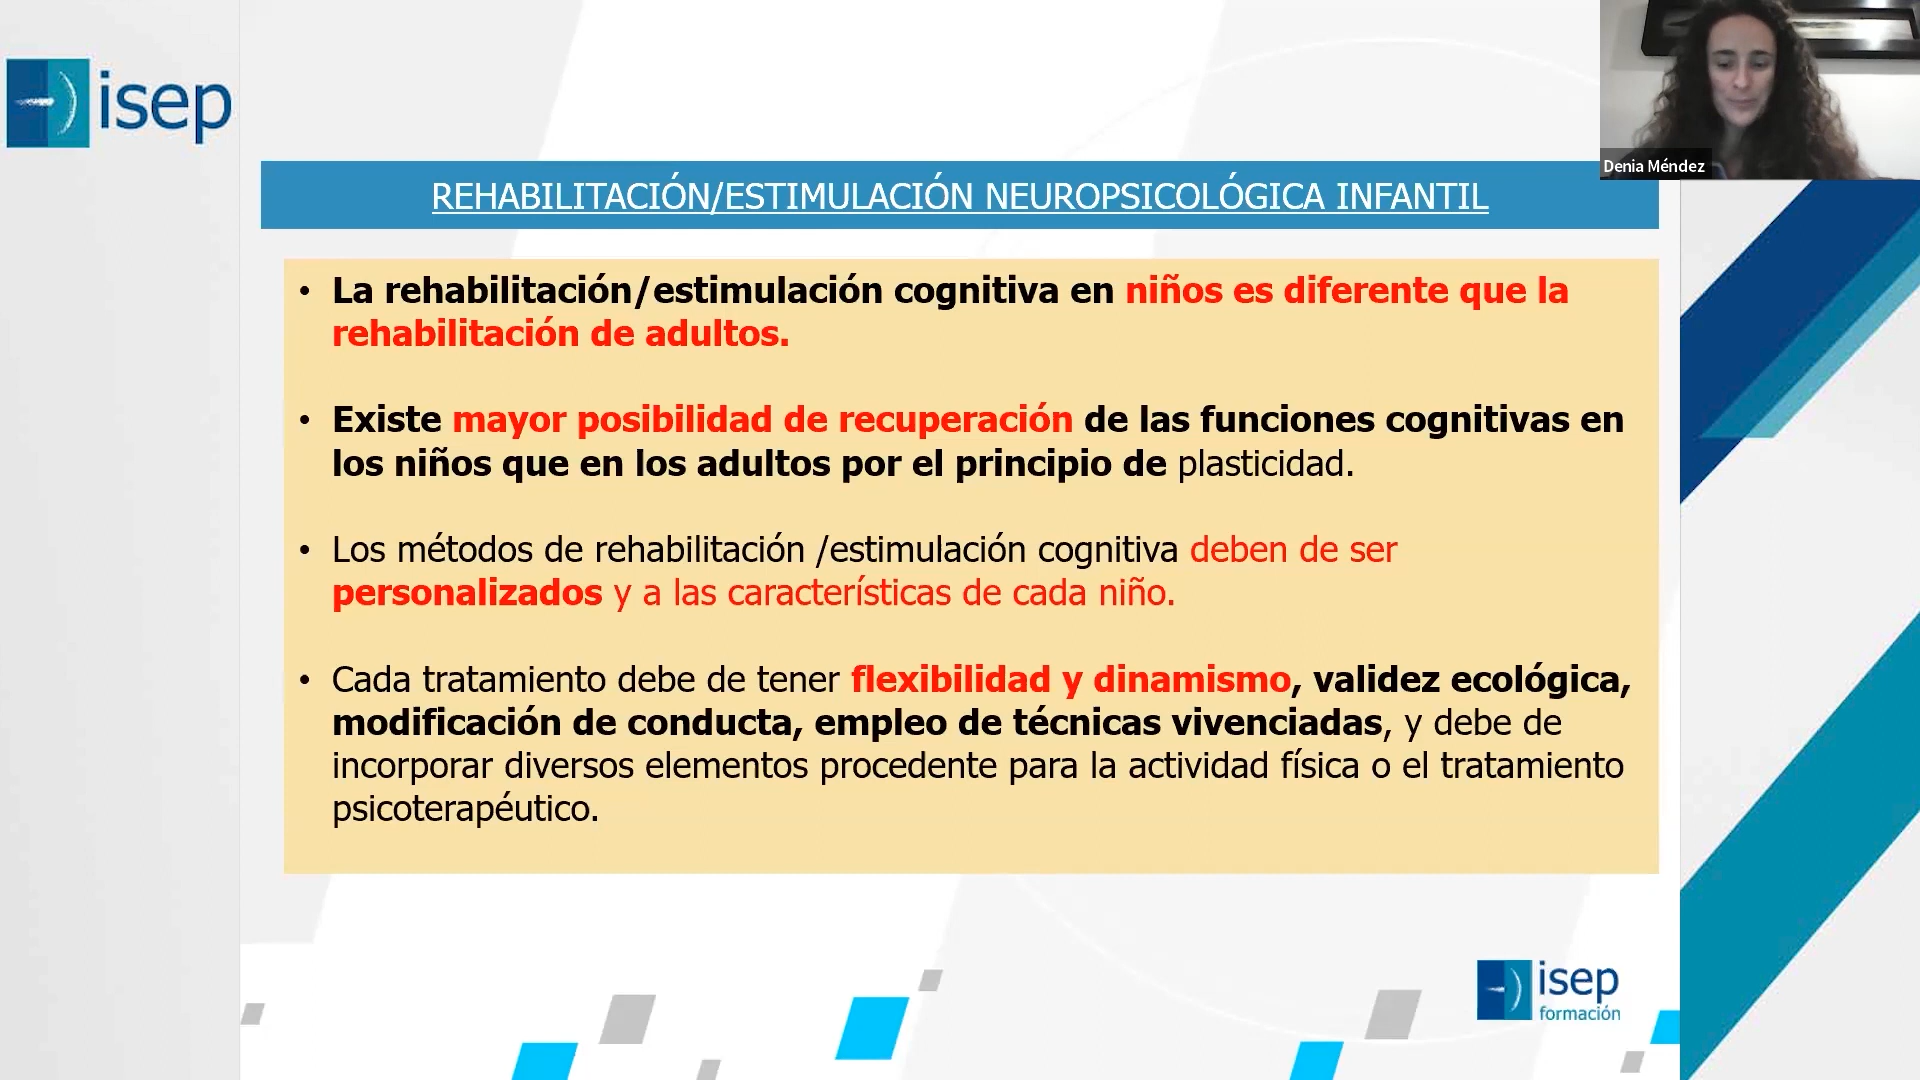 isep
Denia Méndez
REHABILITACIÓN/ESTIMULACIÓN NEUROPSICOLÓGICA INFANTIL
• La rehabilitación/estimulación cognitiva en niños es diferente que la
rehabilitación de adultos.
• Existe mayor posibilidad de recuperación de las funciones cognitivas en
los niños que en los adultos por el principio de plasticidad.
• Los métodos de rehabilitación /estimulación cognitiva deben de ser
personalizados y a las características de cada niño.
• Cada tratamiento debe de tener flexibilidad y dinamismo, validez ecológica,
modificación de conducta, empleo de técnicas vivenciadas, y debe de
incorporar diversos elementos procedente para la actividad física o el tratamiento
psicoterapéutico.
isep
formación